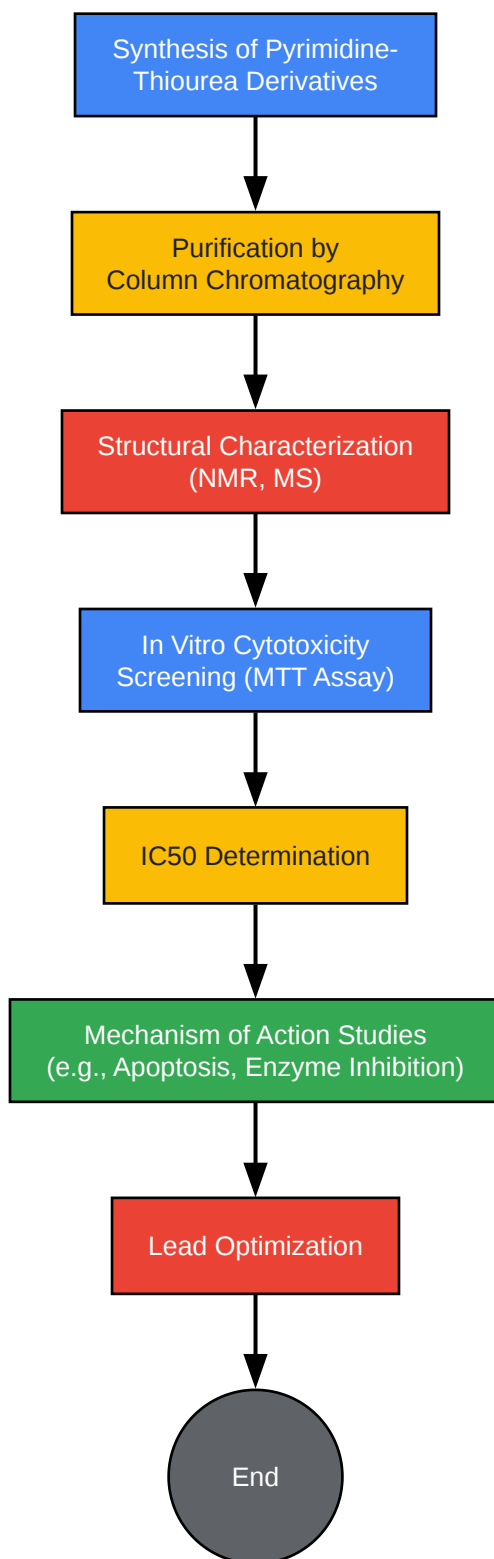 Synthesis of Pyrimidine-
Thiourea Derivatives
Purification by
Column Chromatography
Structural Characterization
(NMR, MS)
In Vitro Cytotoxicity
Screening (MTT Assay)
IC50 Determination
Mechanism of Action Studies
(e.g., Apoptosis, Enzyme Inhibition)
Lead Optimization
End